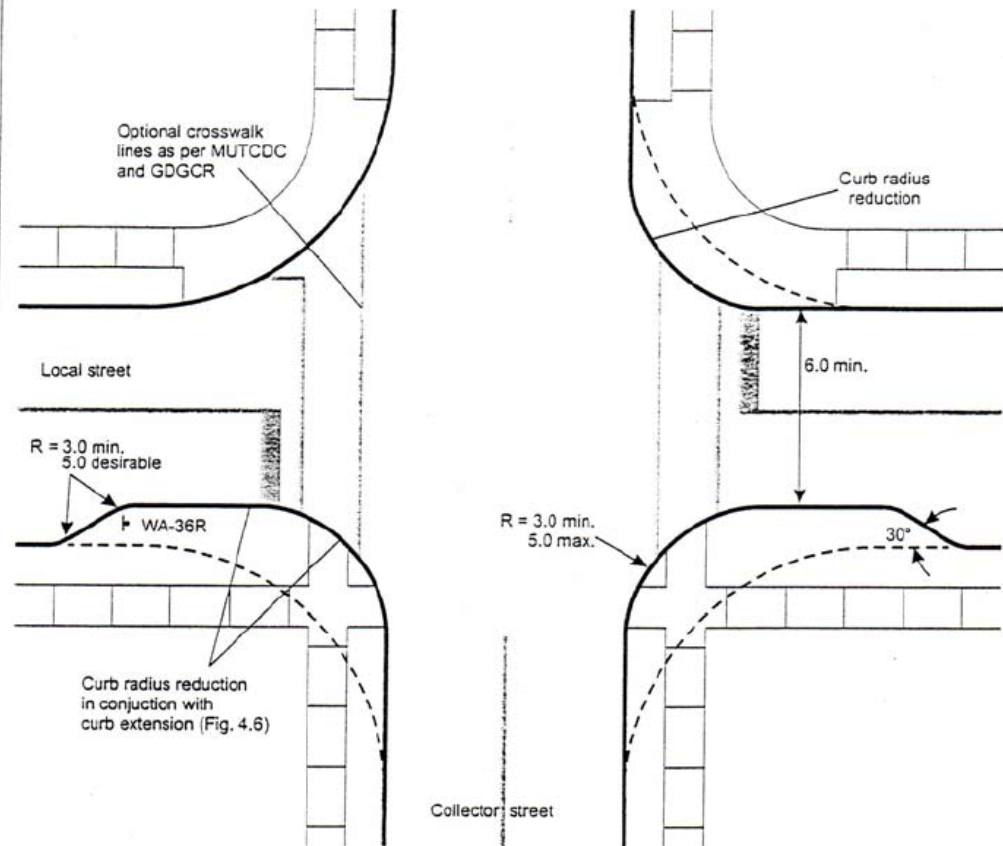 Optional crosswalk
lines as per MUTCDC
and GDGCR
Curb radius
reduction
Local street
6.0 min.
R = 3.0 min.
5.0 desirable
WA-36R
R = 3.0 min.
5.0 max.
30°
Curb radius reduction
in conjuction with
curb extension (Fig. 4.6)
Collector street